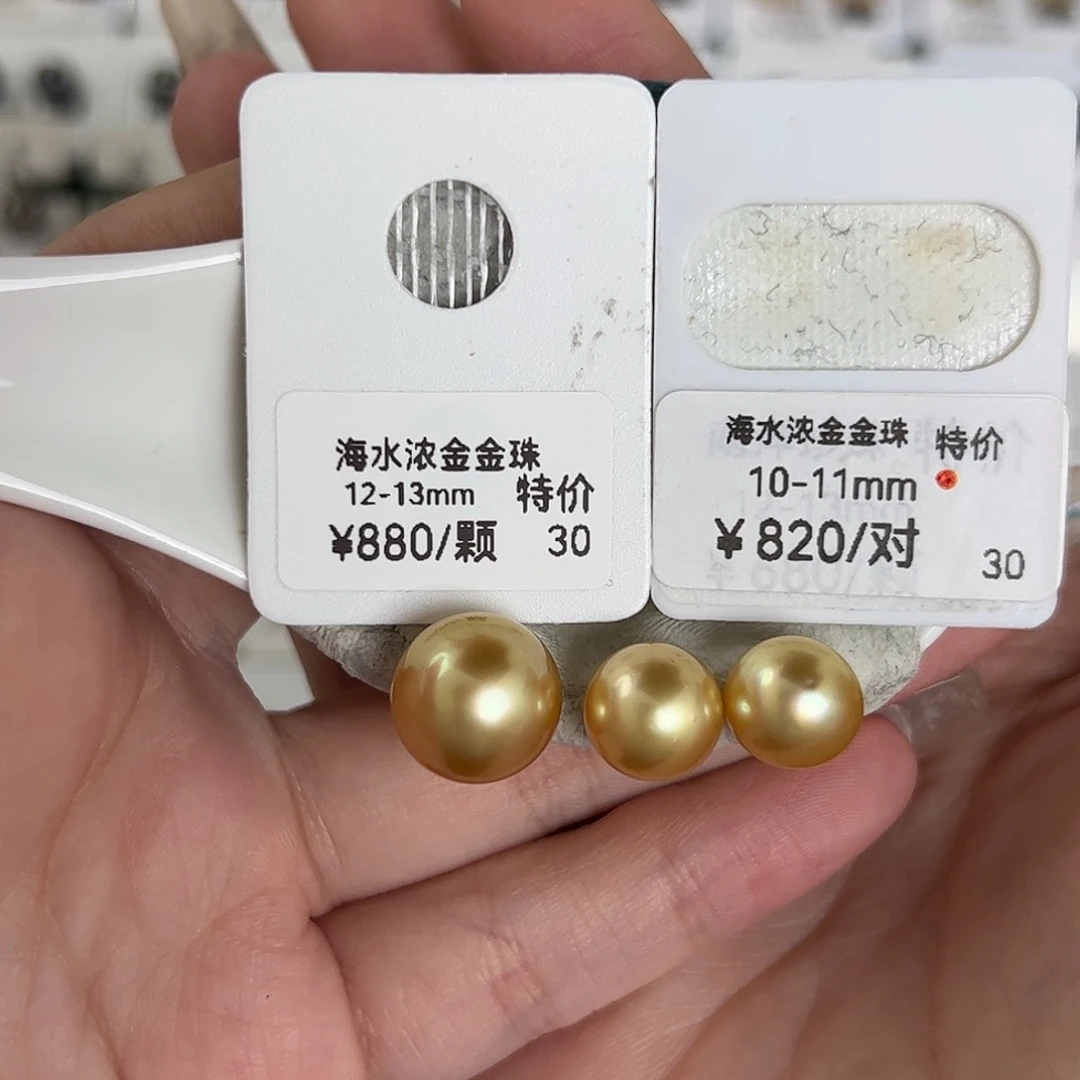 海水浓金金珠
12-13mm 特价
¥880/颗 30
海水浓金金珠 特价
10-11mm
¥820/对 30